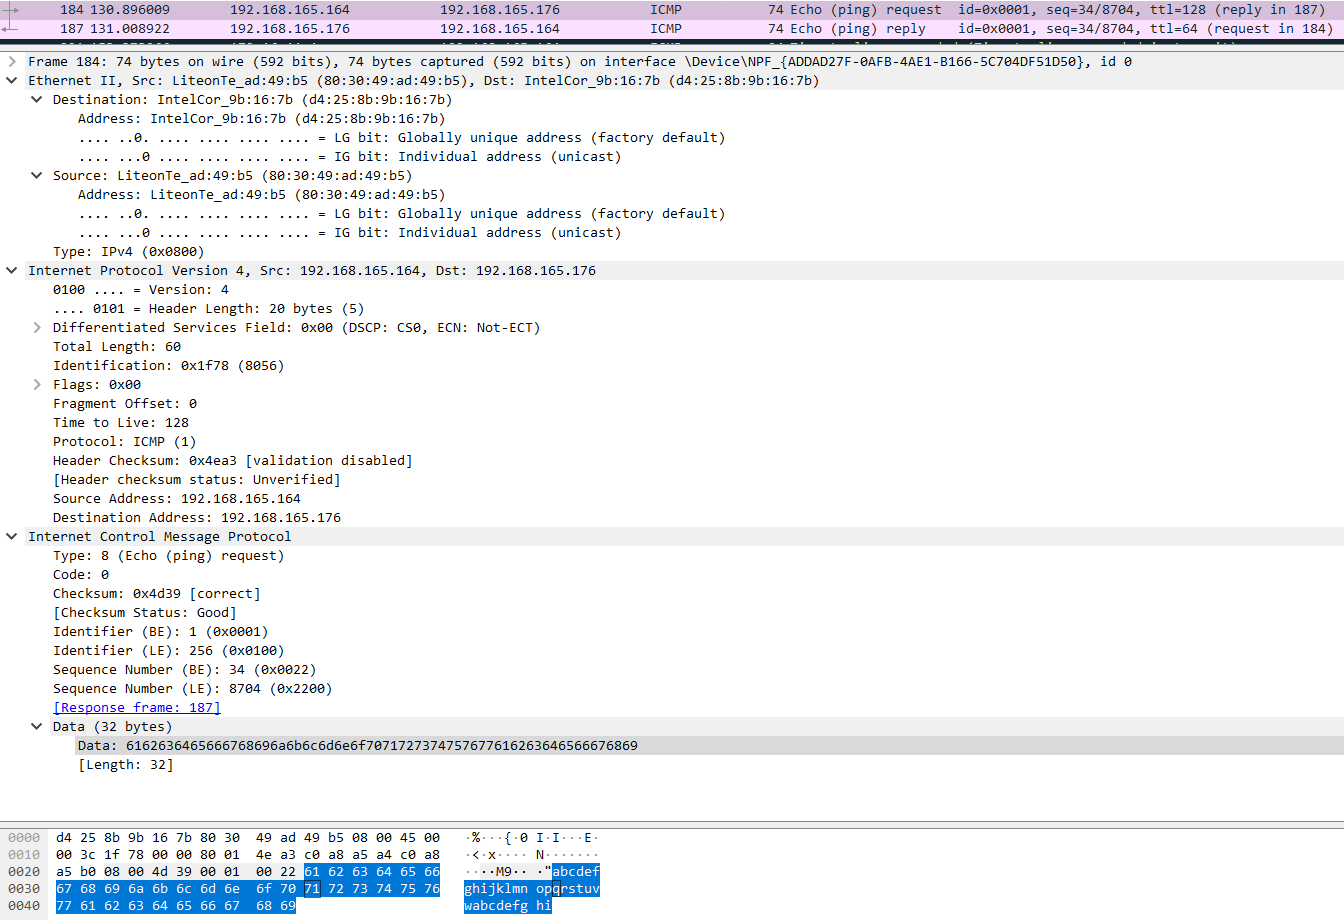 184 130.896009 192.168.165.164 192.168.165.176 ICMP 74 Echo (ping) request id=0x0001, seq=34/8704, ttl=128 (reply in 187)
187 131.008922 192.168.165.176 192.168.165.164 ICMP 74 Echo (ping) reply id=0x0001, seq=34/8704, ttl=64 (request in 184)
Frame 184: 74 bytes on wire (592 bits), 74 bytes captured (592 bits) on interface \Device\NPF_{ADDAD27F-0AFB-4AE1-B166-5C704DF51D50}, id 0
Ethernet II, Src: LiteonTe_ad:49:b5 (80:30:49:ad:49:b5), Dst: IntelCor_9b:16:7b (d4:25:8b:9b:16:7b)
Destination: IntelCor_9b:16:7b (d4:25:8b:9b:16:7b)
Address: IntelCor_9b:16:7b (d4:25:8b:9b:16:7b)
.... ..0. .... .... .... .... = LG bit: Globally unique address (factory default)
.... ...0 .... .... .... .... = IG bit: Individual address (unicast)
Source: LiteonTe_ad:49:b5 (80:30:49:ad:49:b5)
Address: LiteonTe_ad:49:b5 (80:30:49:ad:49:b5)
.... ..0. .... .... .... .... = LG bit: Globally unique address (factory default)
.... ...0 .... .... .... .... = IG bit: Individual address (unicast)
Type: IPv4 (0x0800)
Internet Protocol Version 4, Src: 192.168.165.164, Dst: 192.168.165.176
0100 .... = Version: 4
.... 0101 = Header Length: 20 bytes (5)
Differentiated Services Field: 0x00 (DSCP: CS0, ECN: Not-ECT)
Total Length: 60
Identification: 0x1f78 (8056)
Flags: 0x00
Fragment Offset: 0
Time to Live: 128
Protocol: ICMP (1)
Header Checksum: 0x4ea3 [validation disabled]
[Header checksum status: Unverified]
Source Address: 192.168.165.164
Destination Address: 192.168.165.176
Internet Control Message Protocol
Type: 8 (Echo (ping) request)
Code: 0
Checksum: 0x4d39 [correct]
[Checksum Status: Good]
Identifier (BE): 1 (0x0001)
Identifier (LE): 256 (0x0100)
Sequence Number (BE): 34 (0x0022)
Sequence Number (LE): 8704 (0x2200)
[Response frame: 187]
Data (32 bytes)
Data: 6162636465666768696a6b6c6d6e6f7071727374757677616263646566676869
[Length: 32]
0000 d4 25 8b 9b 16 7b 80 30 49 ad 49 b5 08 00 45 00 ·%···{·0 I·I···E·
0010 00 3c 1f 78 00 00 80 01 4e a3 c0 a8 a5 a4 c0 a8 ·<·x···· N·······
0020 a5 b0 08 00 4d 39 00 01 00 22 61 62 63 64 65 66 ····M9·· ·"abcdef
0030 67 68 69 6a 6b 6c 6d 6e 6f 70 71 72 73 74 75 76 ghijklmn opqrstuv
0040 77 61 62 63 64 65 66 67 68 69 wabcdefg hi